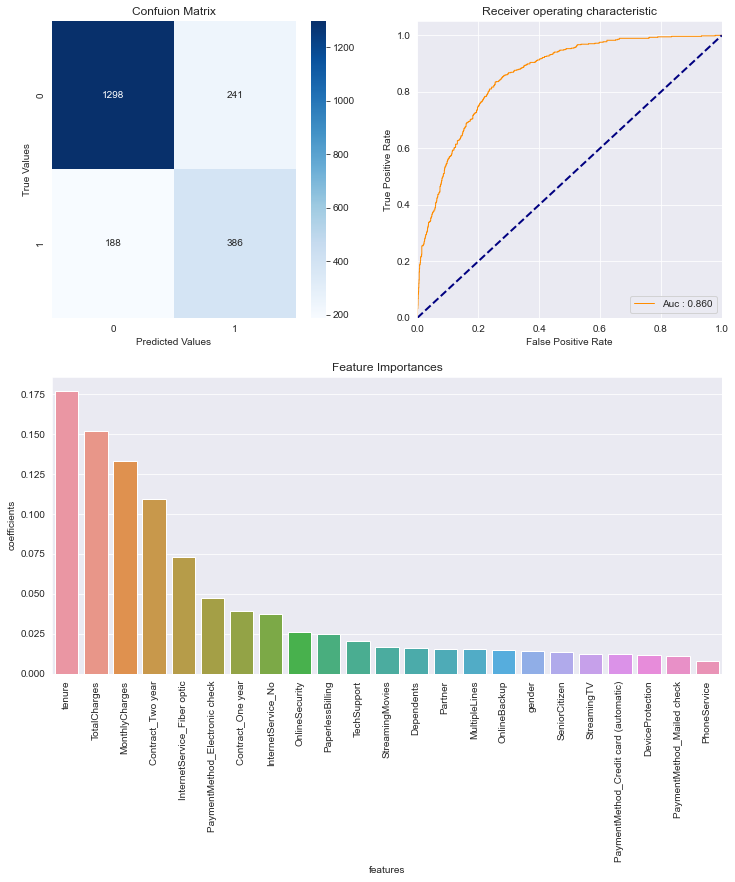 Confuion Matrix
1298
241
188
386
0
1
True Values
0
1
Predicted Values
1200
1000
800
600
400
200
Receiver operating characteristic
1.0
0.8
0.6
0.4
0.2
0.0
True Positive Rate
Auc : 0.860
0.0
0.2
0.4
0.6
0.8
1.0
False Positive Rate
Feature Importances
0.175
0.150
0.125
0.100
0.075
0.050
0.025
0.000
coefficients
tenure
TotalCharges
MonthlyCharges
Contract_Two year
InternetService_Fiber optic
PaymentMethod_Electronic check
Contract_One year
InternetService_No
OnlineSecurity
PaperlessBilling
TechSupport
StreamingMovies
Dependents
Partner
MultipleLines
OnlineBackup
gender
SeniorCitizen
StreamingTV
PaymentMethod_Credit card (automatic)
DeviceProtection
PaymentMethod_Mailed check
PhoneService
features